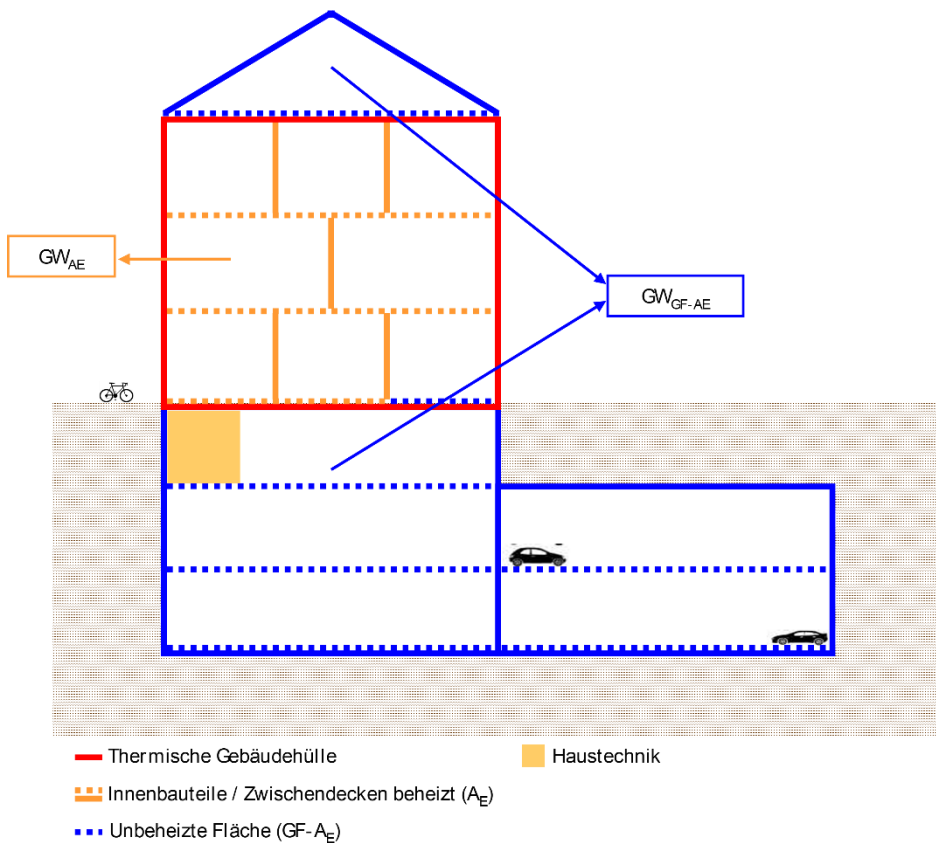 GW_AE
GW_GF-AE
Thermische Gebäudehülle
Haustechnik
Innenbauteile / Zwischendecken beheizt (A_E)
Unbeheizte Fläche (GF-A_E)